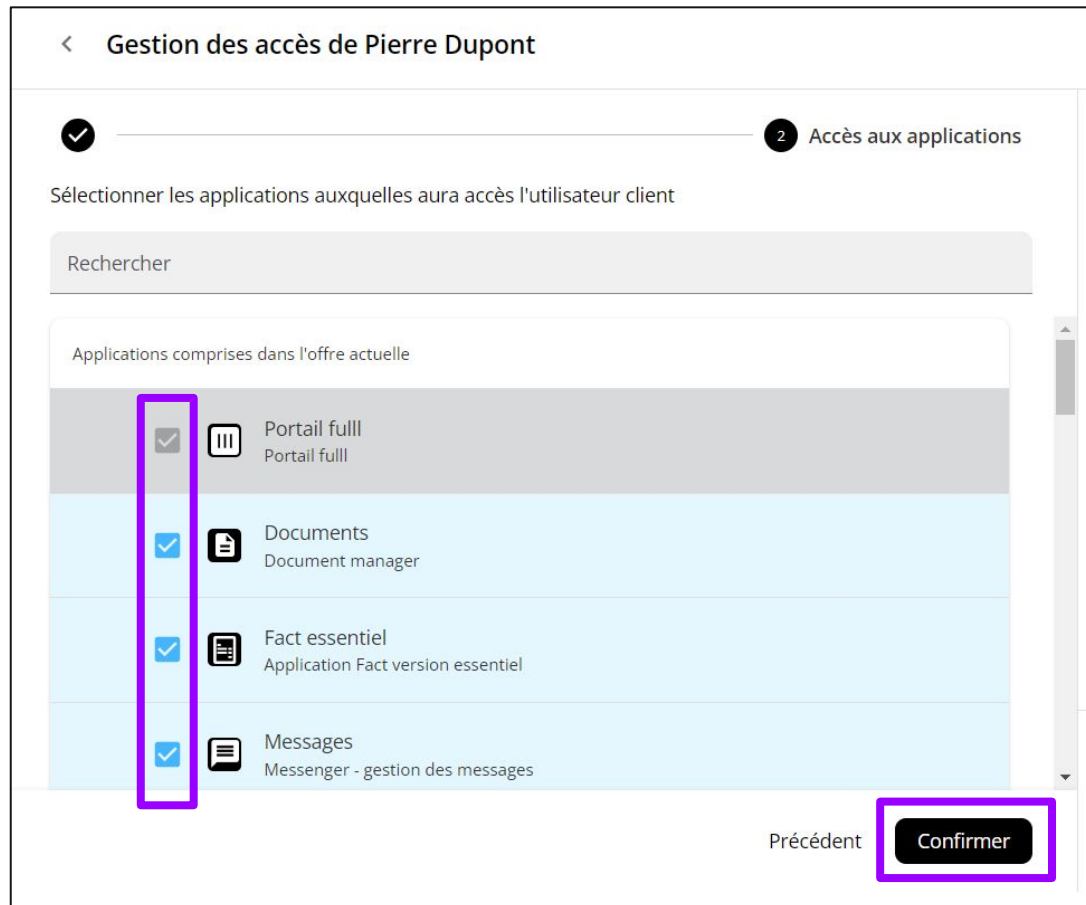 Gestion des accès de Pierre Dupont
2 Accès aux applications
Sélectionner les applications auxquelles aura accès l'utilisateur client
Rechercher
Applications comprises dans l'offre actuelle
Portail fulll
Portail fulll
Documents
Document manager
Fact essentiel
Application Fact version essentiel
Messages
Messenger - gestion des messages
Précédent Confirmer